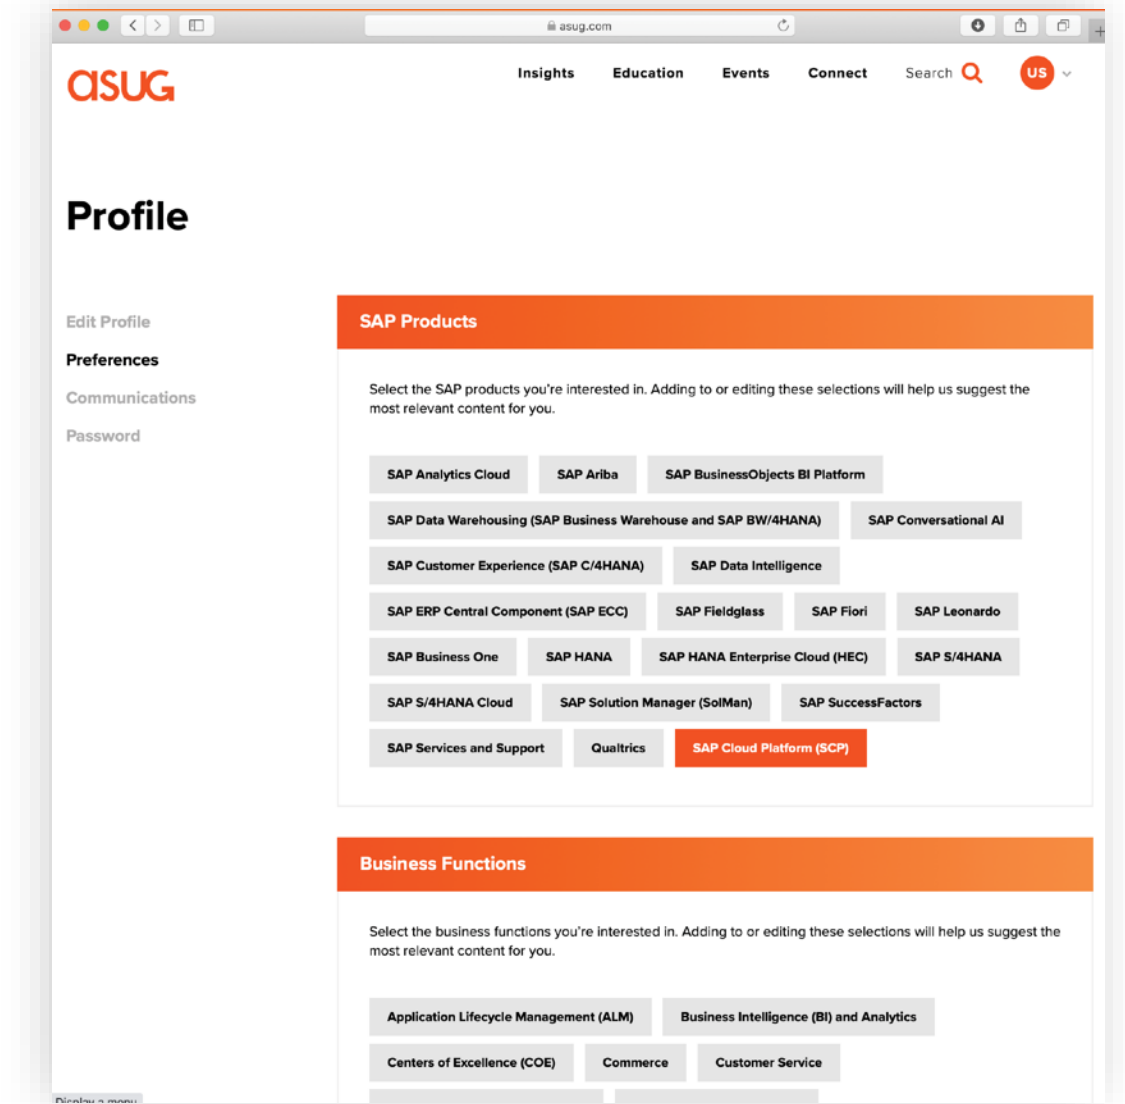 asug.com
asug
Insights Education Events Connect Search US
Profile
Edit Profile
Preferences
Communications
Password
SAP Products
Select the SAP products you're interested in. Adding to or editing these selections will help us suggest the
most relevant content for you.
SAP Analytics Cloud SAP Ariba SAP BusinessObjects BI Platform
SAP Data Warehousing (SAP Business Warehouse and SAP BW/4HANA) SAP Conversational AI
SAP Customer Experience (SAP C/4HANA) SAP Data Intelligence
SAP ERP Central Component (SAP ECC) SAP Fieldglass SAP Fiori SAP Leonardo
SAP Business One SAP HANA SAP HANA Enterprise Cloud (HEC) SAP S/4HANA
SAP S/4HANA Cloud SAP Solution Manager (SolMan) SAP SuccessFactors
SAP Services and Support Qualtrics SAP Cloud Platform (SCP)
Business Functions
Select the business functions you're interested in. Adding to or editing these selections will help us suggest the
most relevant content for you.
Application Lifecycle Management (ALM) Business Intelligence (BI) and Analytics
Centers of Excellence (COE) Commerce Customer Service
Display a menu